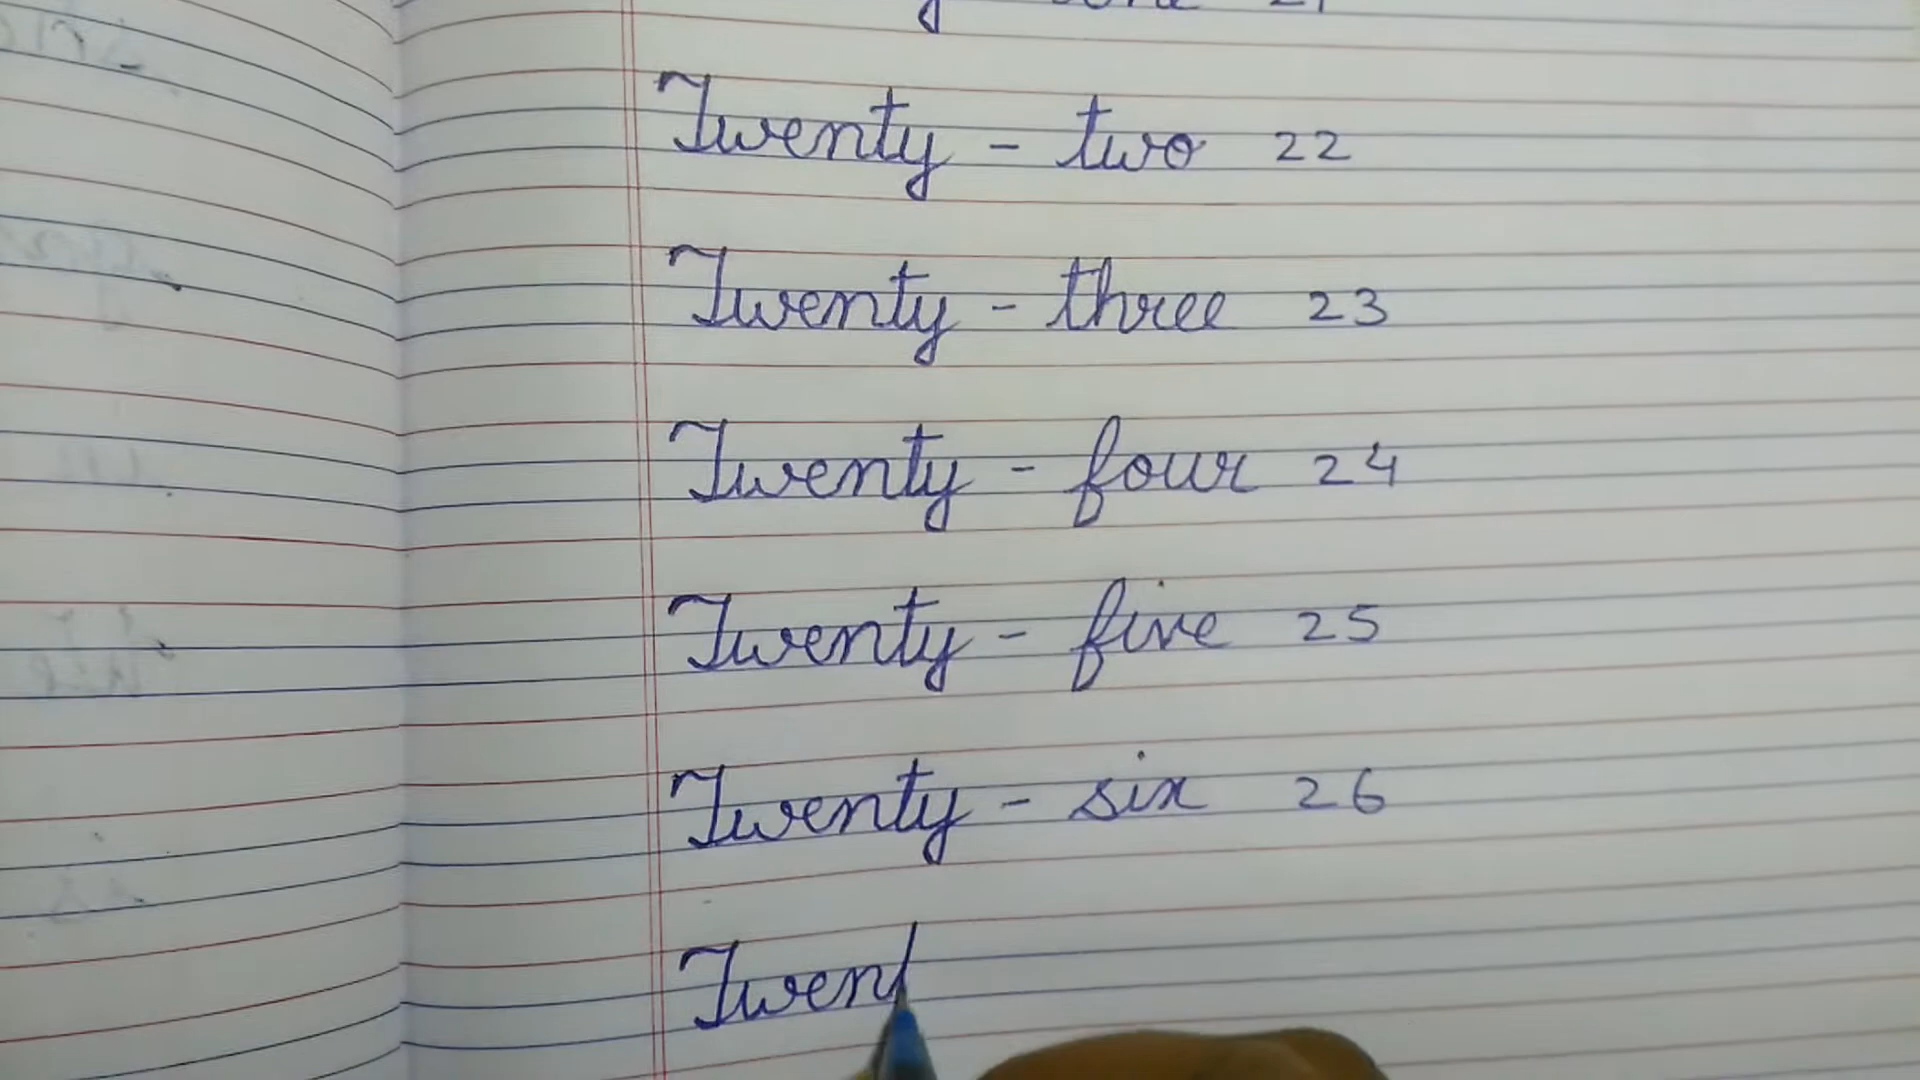 Twenty - two 22
Twenty - three 23
Twenty - four 24
Twenty - five 25
Twenty - six 26
Twent